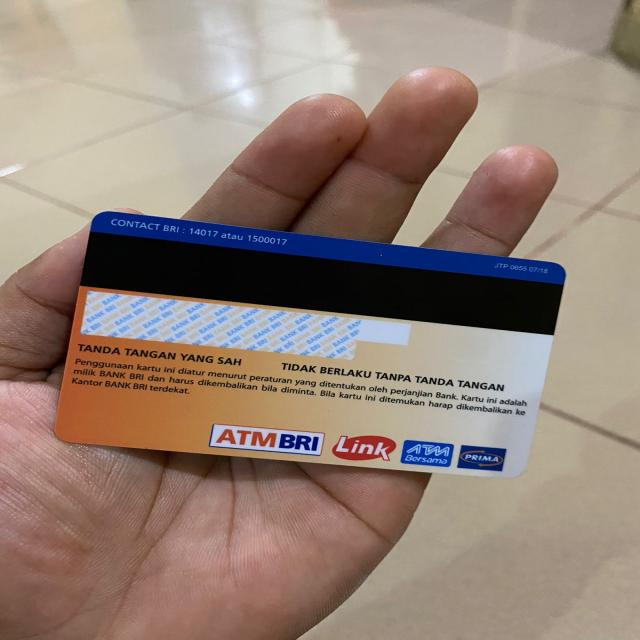 CONTACT BRI : 14017 atau 1500017
JTP 0655 07/18
TANDA TANGAN YANG SAH
TIDAK BERLAKU TANPA TANDA TANGAN
Penggunaan kartu ini diatur menurut peraturan yang ditentukan oleh perjanjian Bank. Kartu ini adalah
milik BANK BRI dan harus dikembalikan bila diminta. Bila kartu ini ditemukan harap dikembalikan ke
Kantor BANK BRI terdekat.
ATM BRI
Link
ATM Bersama
PRIMA